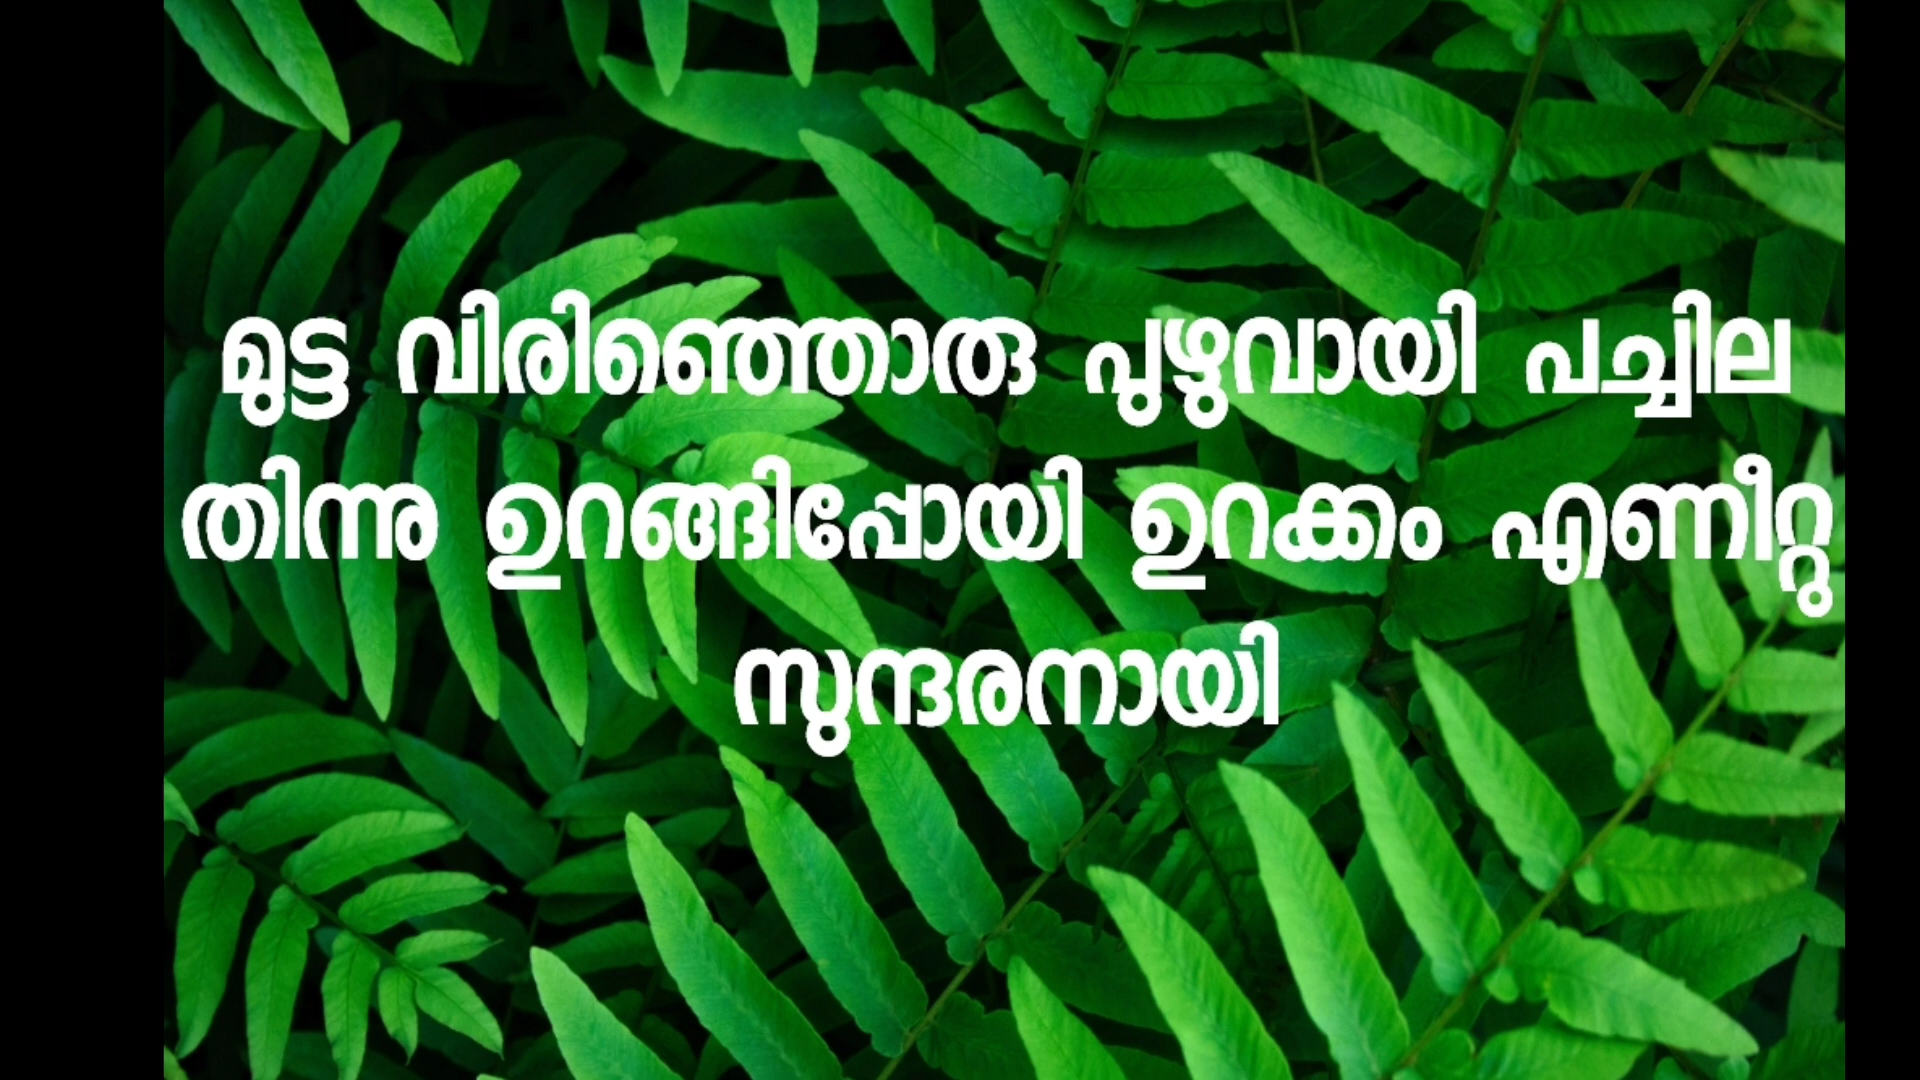 മുട്ട വിരിഞ്ഞൊരു പുഴുവായി പച്ചില
തിന്നു ഉറങ്ങിപ്പോയി ഉറക്കം എണീറ്റു
സുന്ദരനായി